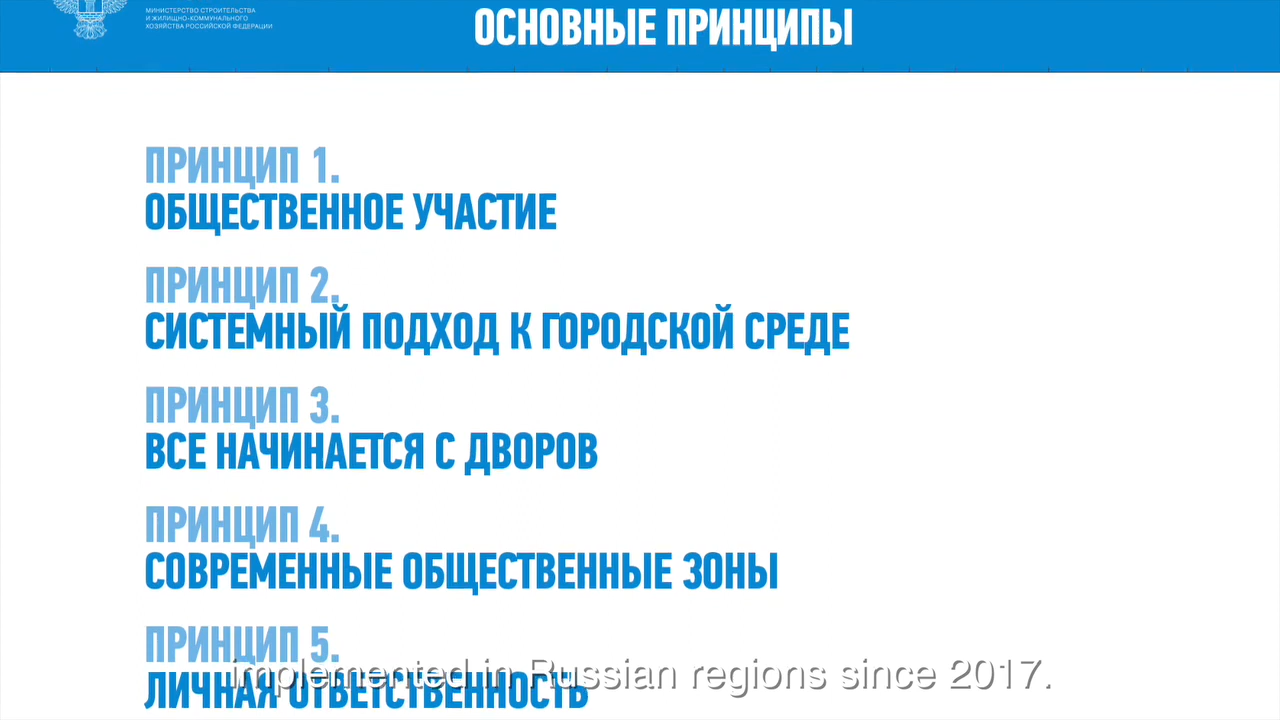 МИНИСТЕРСТВО СТРОИТЕЛЬСТВА
И ЖИЛИЩНО-КОММУНАЛЬНОГО
ХОЗЯЙСТВА РОССИЙСКОЙ ФЕДЕРАЦИИ
ОСНОВНЫЕ ПРИНЦИПЫ
ПРИНЦИП 1.
ОБЩЕСТВЕННОЕ УЧАСТИЕ
ПРИНЦИП 2.
СИСТЕМНЫЙ ПОДХОД К ГОРОДСКОЙ СРЕДЕ
ПРИНЦИП 3.
ВСЕ НАЧИНАЕТСЯ С ДВОРОВ
ПРИНЦИП 4.
СОВРЕМЕННЫЕ ОБЩЕСТВЕННЫЕ ЗОНЫ
ПРИНЦИП 5.
ЛИЧНАЯ ОТВЕТСТВЕННОСТЬ
implemented in Russian regions since 2017.